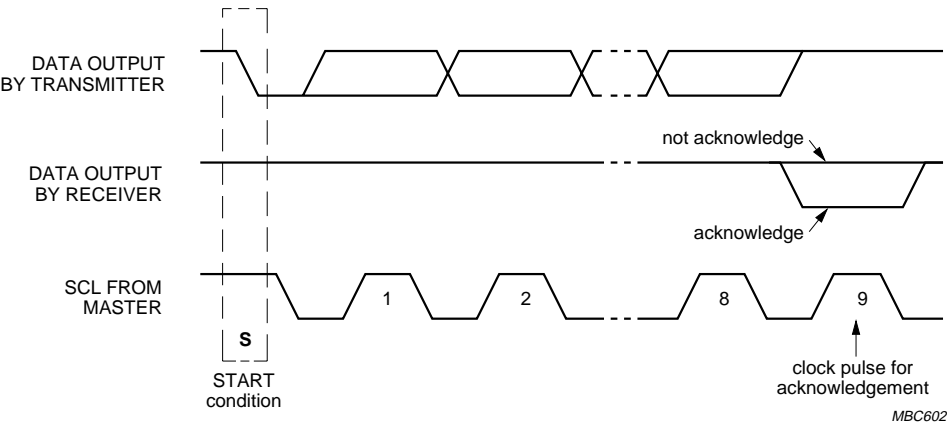 DATA OUTPUT
BY TRANSMITTER
not acknowledge
DATA OUTPUT
BY RECEIVER
acknowledge
SCL FROM
MASTER
1
2
8
9
S
START
condition
clock pulse for
acknowledgement
MBC602